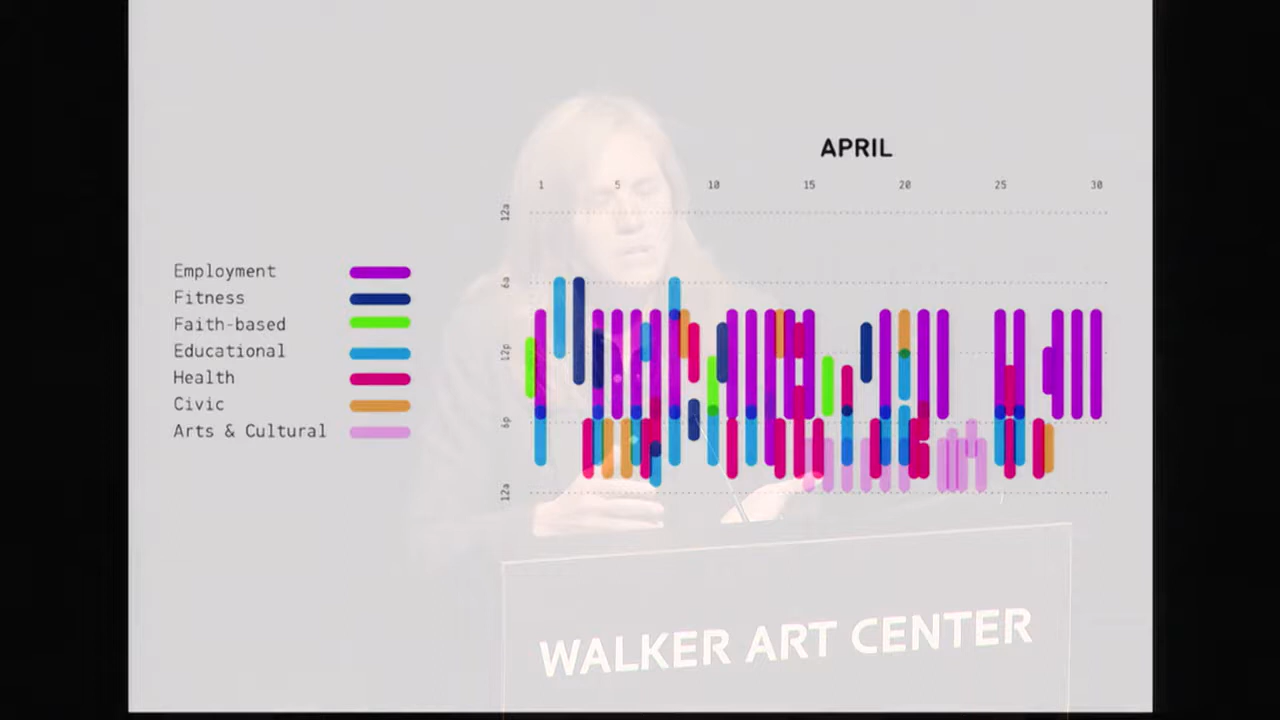 APRIL
1 5 10 15 20 25 30
12a
6a
12p
6p
12a
Employment
Fitness
Faith-based
Educational
Health
Civic
Arts & Cultural
WALKER ART CENTER